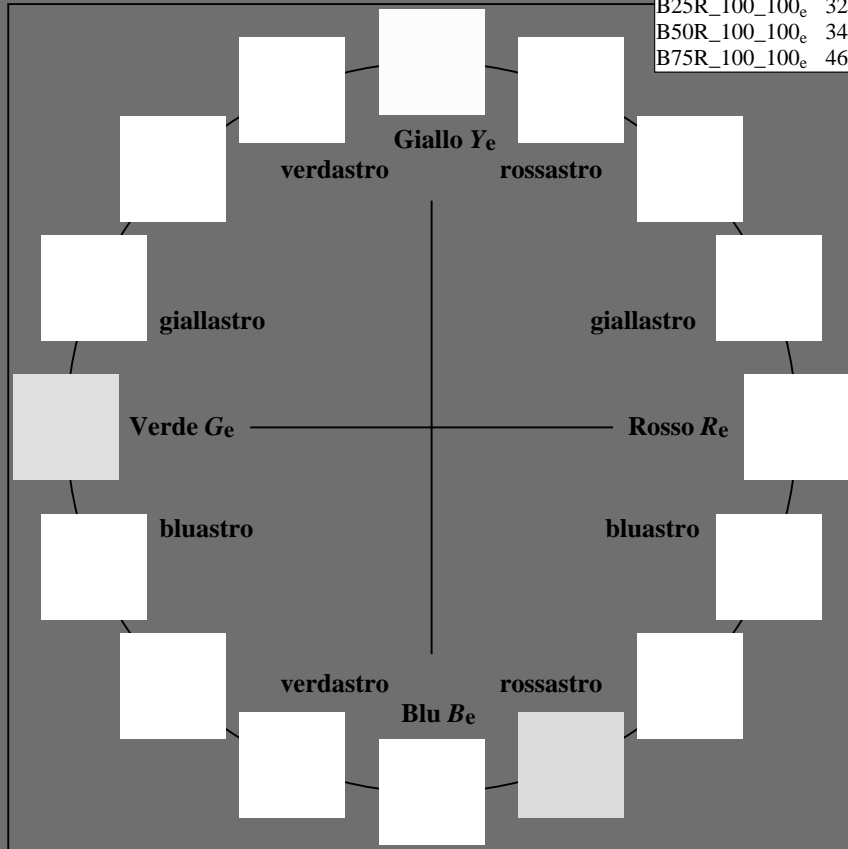 B25R_100_100e 32
B50R_100_100e 34
B75R_100_100e 46
Giallo Ye
verdastro rossastro
giallastro giallastro
Verde Ge Rosso Re
bluastro bluastro
verdastro rossastro
Blu Be